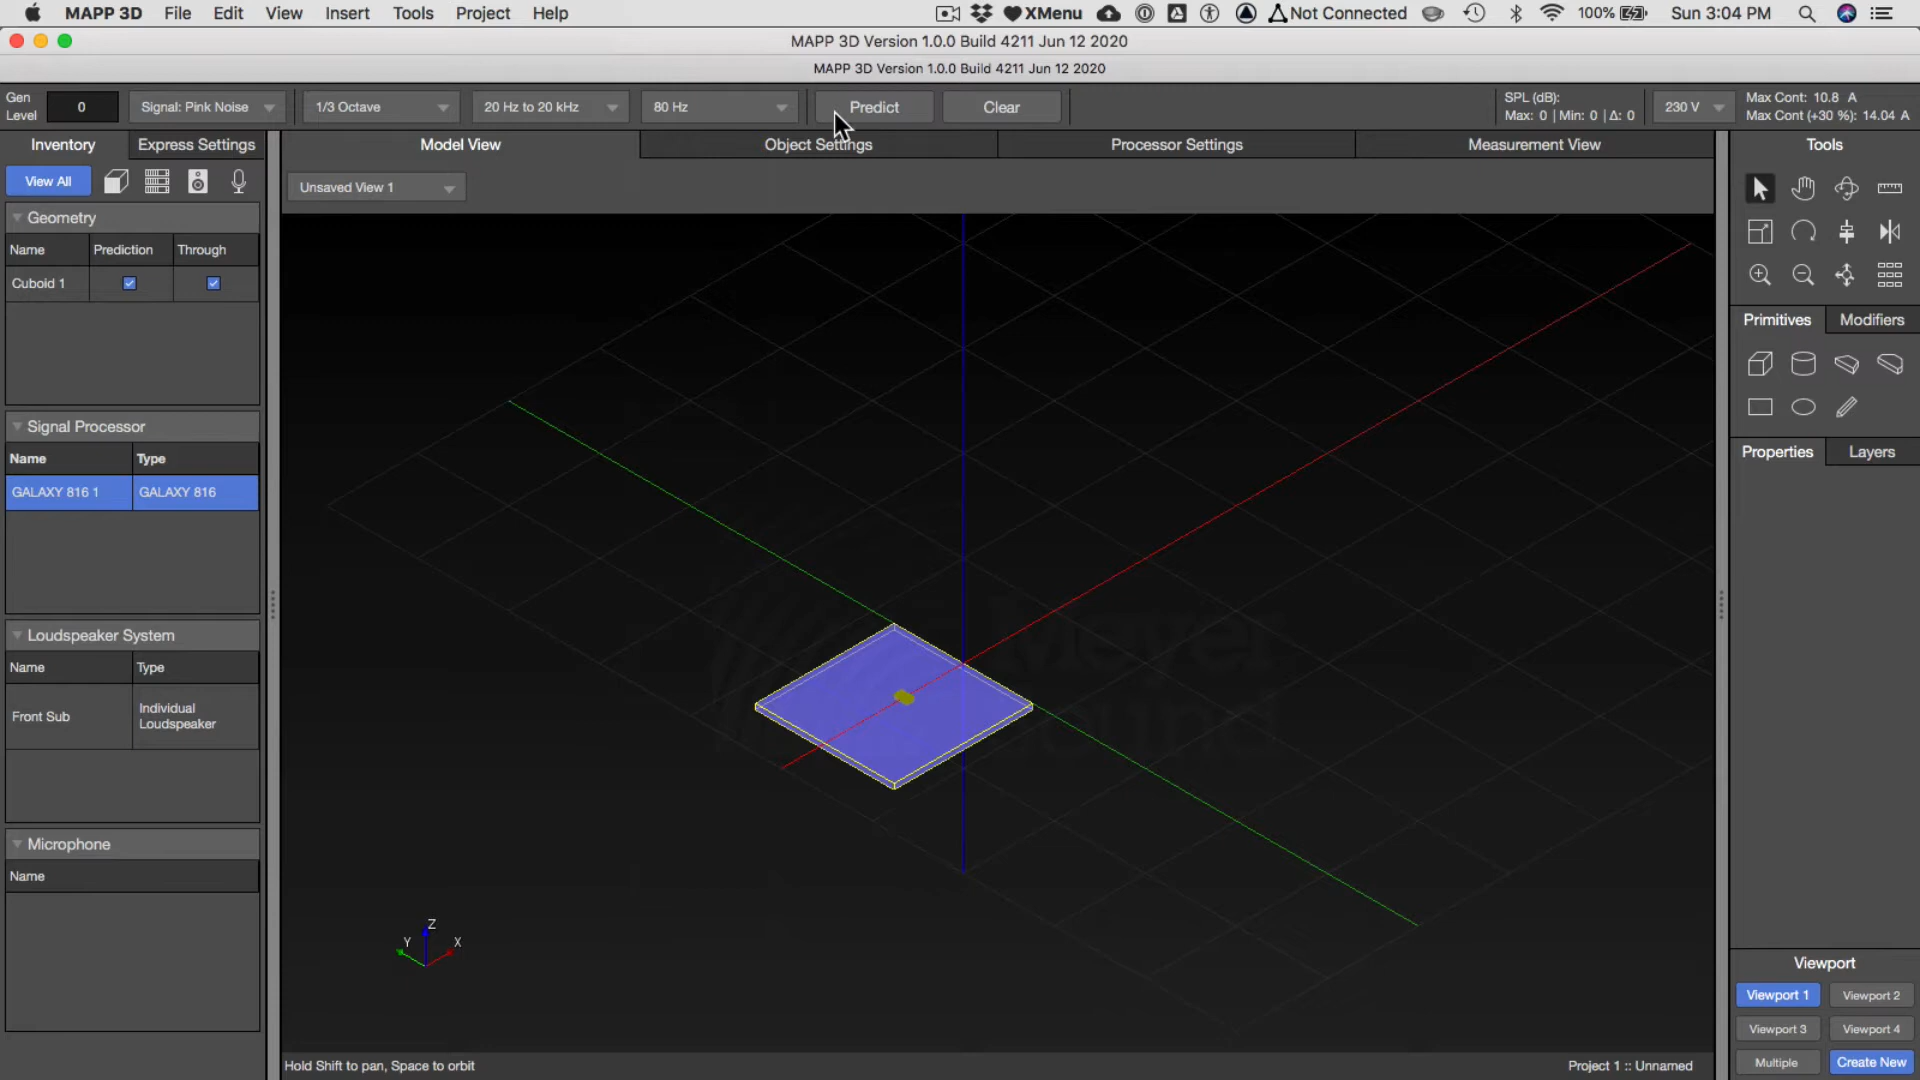 MAPP 3D File Edit View Insert Tools Project Help XMenu Not Connected 100% Sun 3:04 PM
MAPP 3D Version 1.0.0 Build 4211 Jun 12 2020
MAPP 3D Version 1.0.0 Build 4211 Jun 12 2020
Gen Level 0 Signal: Pink Noise 1/3 Octave 20 Hz to 20 kHz 80 Hz Predict Clear
SPL (dB):
Max: 0 | Min: 0 | Δ: 0
230 V
Max Cont: 10.8 A
Max Cont (+30 %): 14.04 A
Inventory Express Settings Model View Object Settings Processor Settings Measurement View Tools
View All Unsaved View 1
Geometry
Name Prediction Through
Cuboid 1
Primitives Modifiers
Signal Processor
Name Type
GALAXY 816 1 GALAXY 816
Properties Layers
Loudspeaker System
Name Type
Front Sub Individual Loudspeaker
Meyer
Sound
Microphone
Name
Z
Y X
Viewport
Viewport 1 Viewport 2
Viewport 3 Viewport 4
Multiple Create New
Hold Shift to pan, Space to orbit Project 1 :: Unnamed